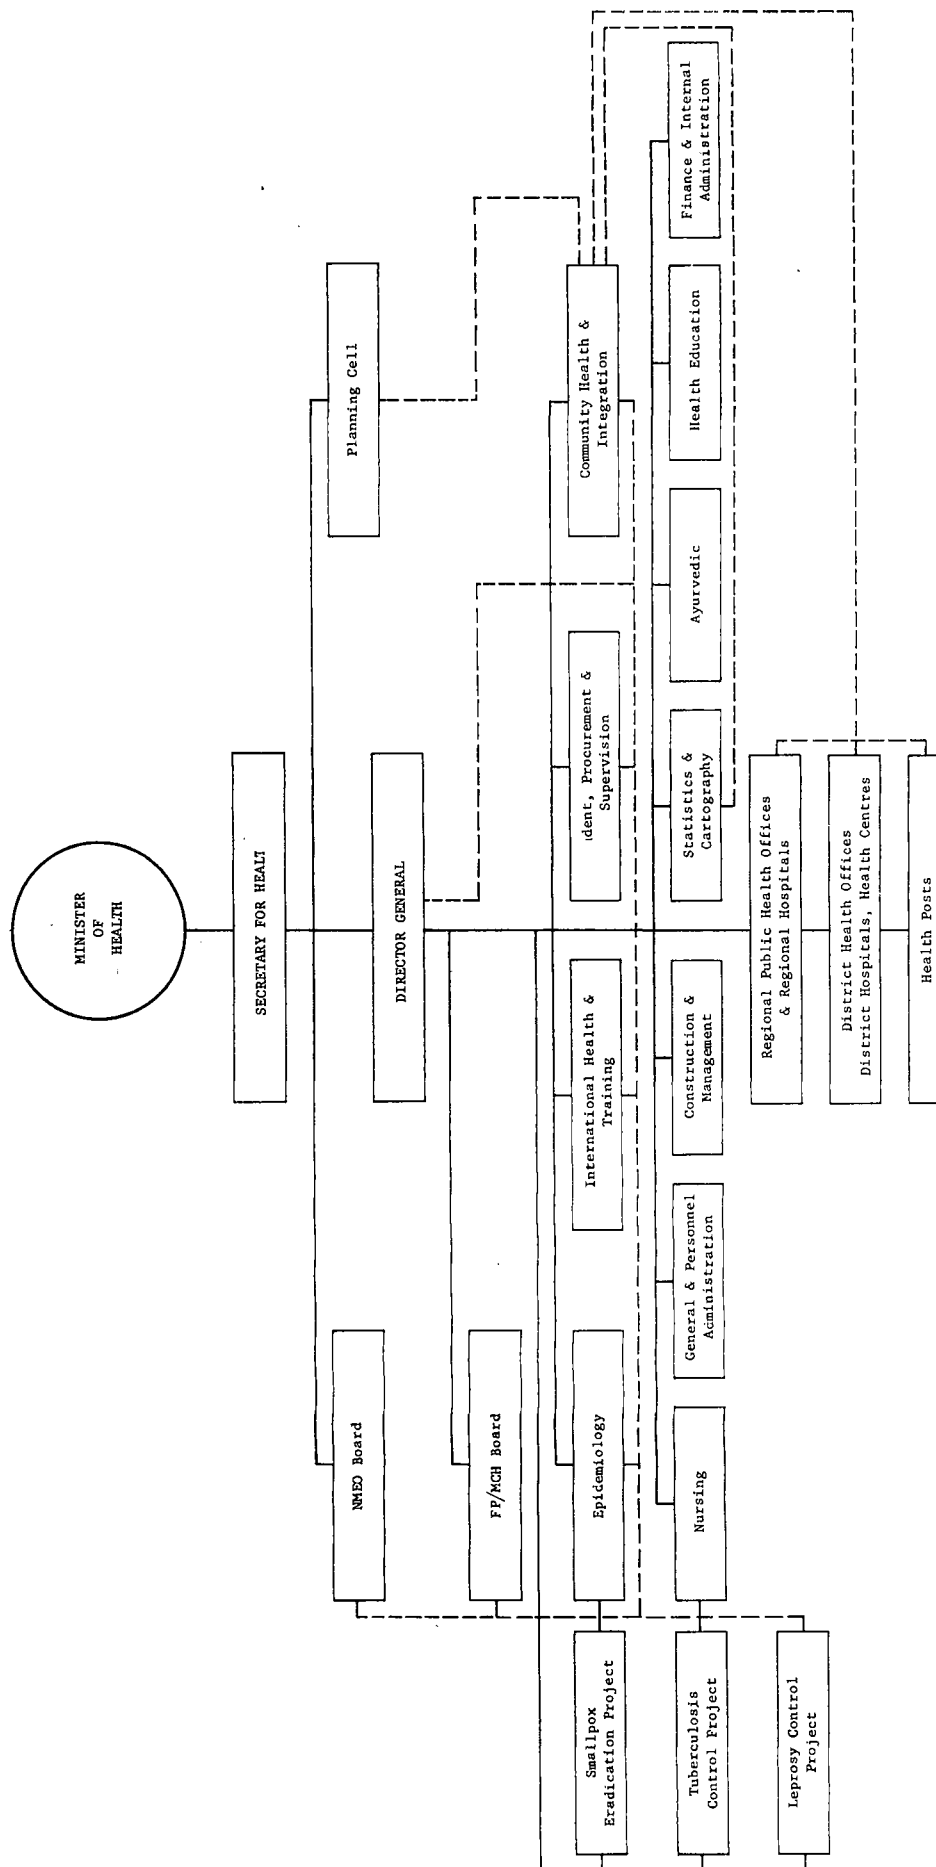 MINISTER
OF
HEALTH
SECRETARY FOR HEALT
NMEO Board
Planning Cell
DIRECTOR GENERAL
FP/MCH Board
Epidemiology
International Health &
Training
ident, Procurement &
Supervision
Community Health &
Integration
Nursing
General & Personnel
Administration
Construction &
Management
Statistics &
Cartography
Ayurvedic
Health Education
Finance & Internal
Administration
Smallpox
Eradication Project
Tuberculosis
Control Project
Leprosy Control
Project
Regional Public Health Offices
& Regional Hospitals
District Health Offices
District Hospitals, Health Centres
Health Posts